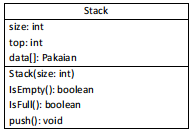 Stack
size: int
top: int
data[]: Pakaian
Stack(size: int)
IsEmpty(): boolean
IsFull(): boolean
push(): void